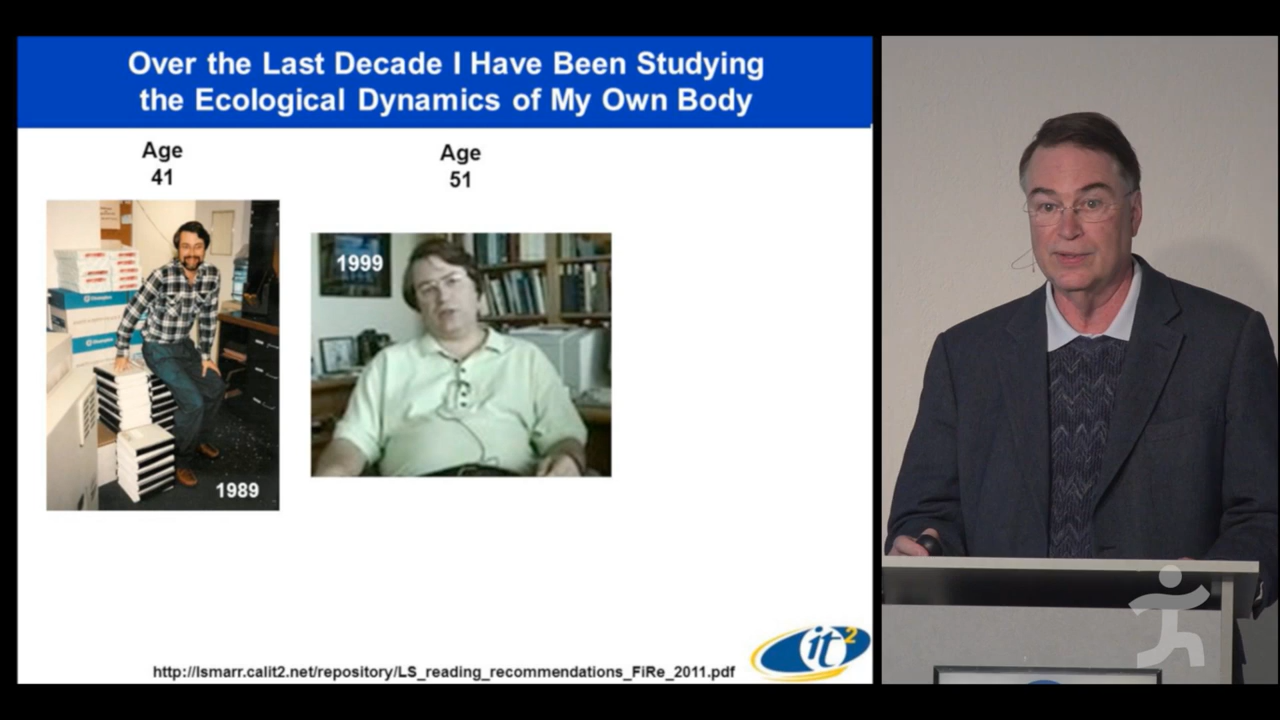 Over the Last Decade I Have Been Studying
the Ecological Dynamics of My Own Body
Age
41
Age
51
1999
1989
it2
http://lsmarr.calit2.net/repository/LS_reading_recommendations_FiRe_2011.pdf